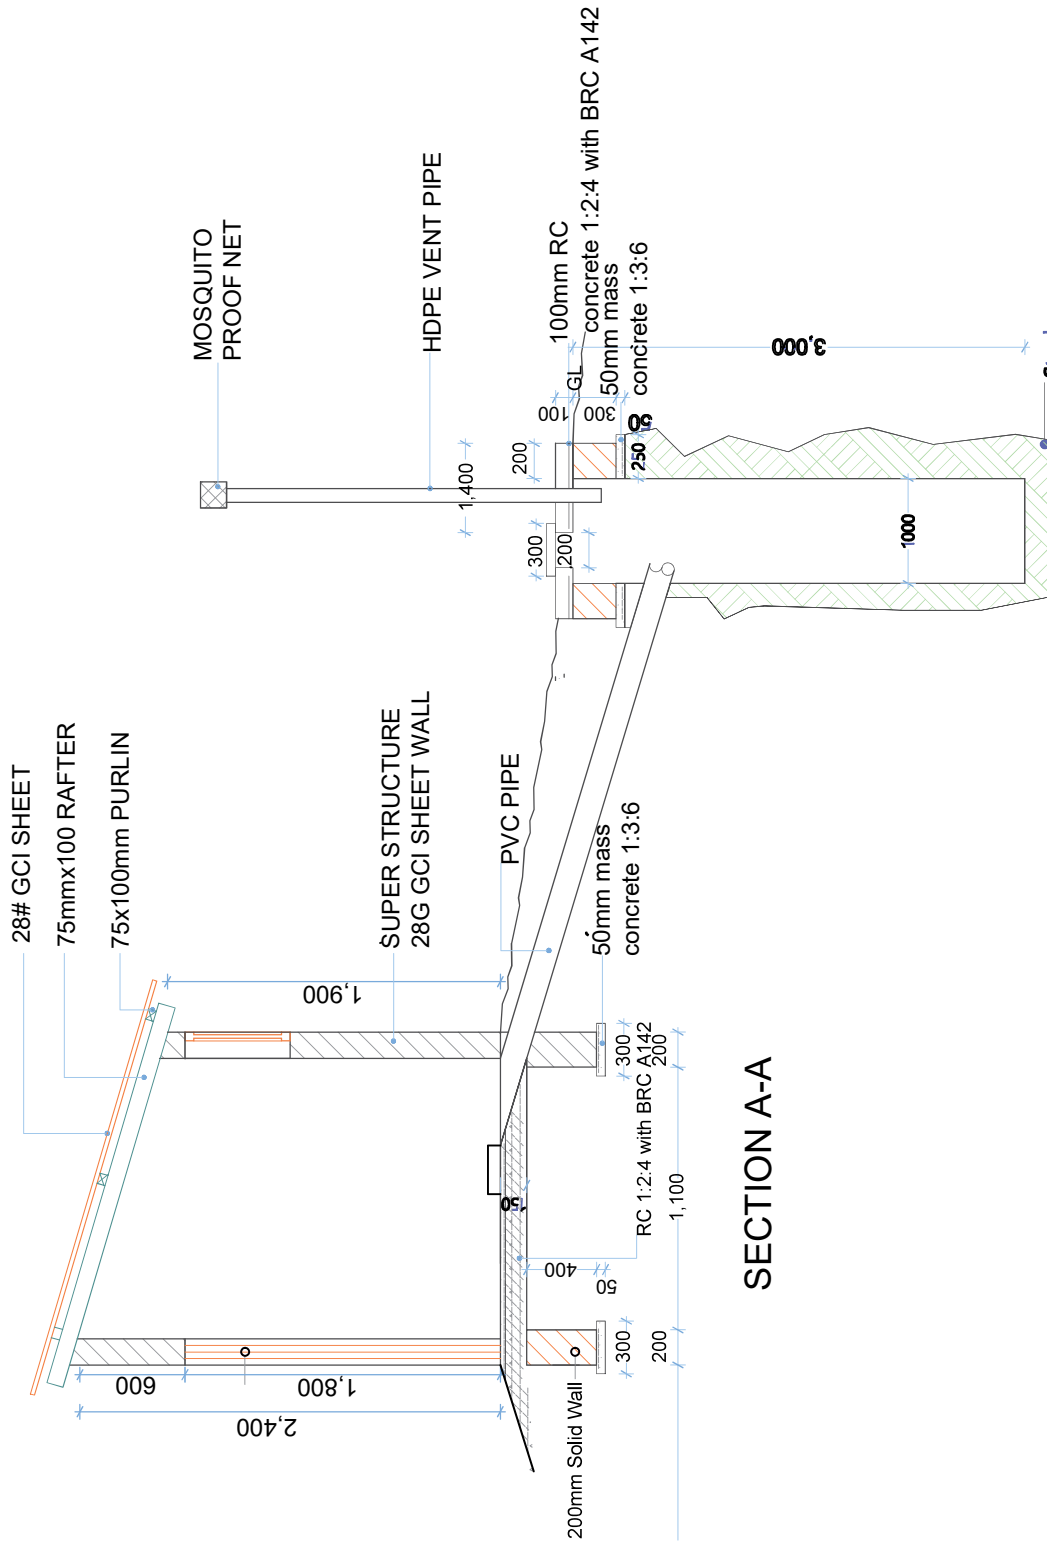 28# GCI SHEET
75mmx100 RAFTER
75x100mm PURLIN
MOSQUITO
PROOF NET
HDPE VENT PIPE
SUPER STRUCTURE
28G GCI SHEET WALL
PVC PIPE
100mm RC
concrete 1:2:4 with BRC A142
50mm mass
concrete 1:3:6
GL
100
300
50
250
200
1,400
300
200
1000
3,000
1,900
600
1,800
2,400
150
400
50
50mm mass
concrete 1:3:6
RC 1:2:4 with BRC A142
300
200
1,100
300
200
200mm Solid Wall
SECTION A-A